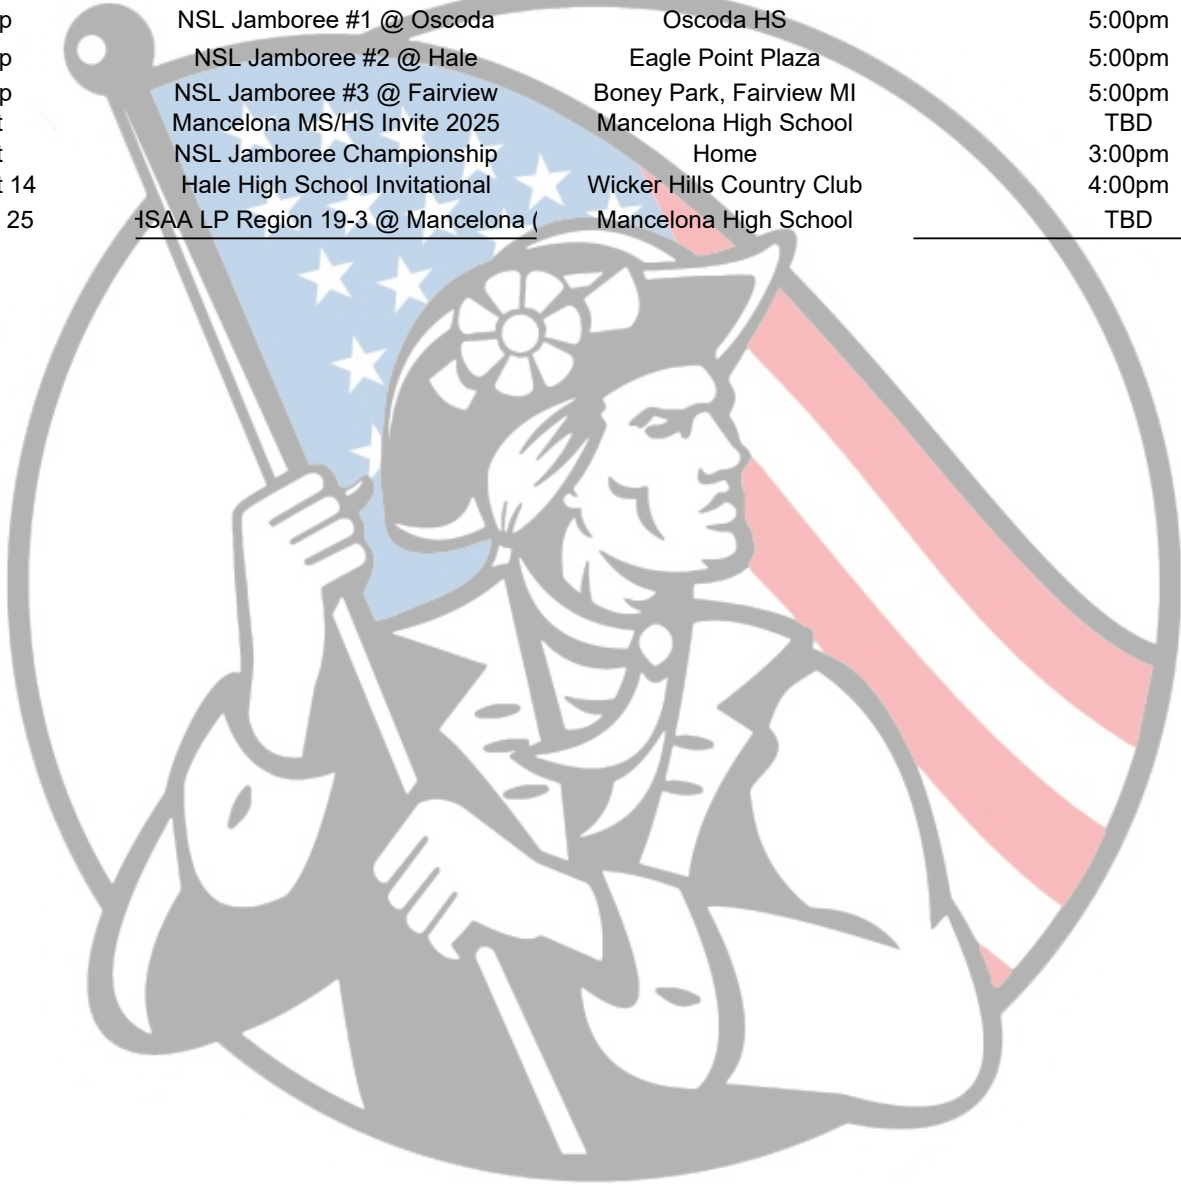 p NSL Jamboree #1 @ Oscoda Oscoda HS 5:00pm
p NSL Jamboree #2 @ Hale Eagle Point Plaza 5:00pm
p NSL Jamboree #3 @ Fairview Boney Park, Fairview MI 5:00pm
t Mancelona MS/HS Invite 2025 Mancelona High School TBD
t NSL Jamboree Championship Home 3:00pm
t 14 Hale High School Invitational Wicker Hills Country Club 4:00pm
25 HSAA LP Region 19-3 @ Mancelona ( Mancelona High School TBD